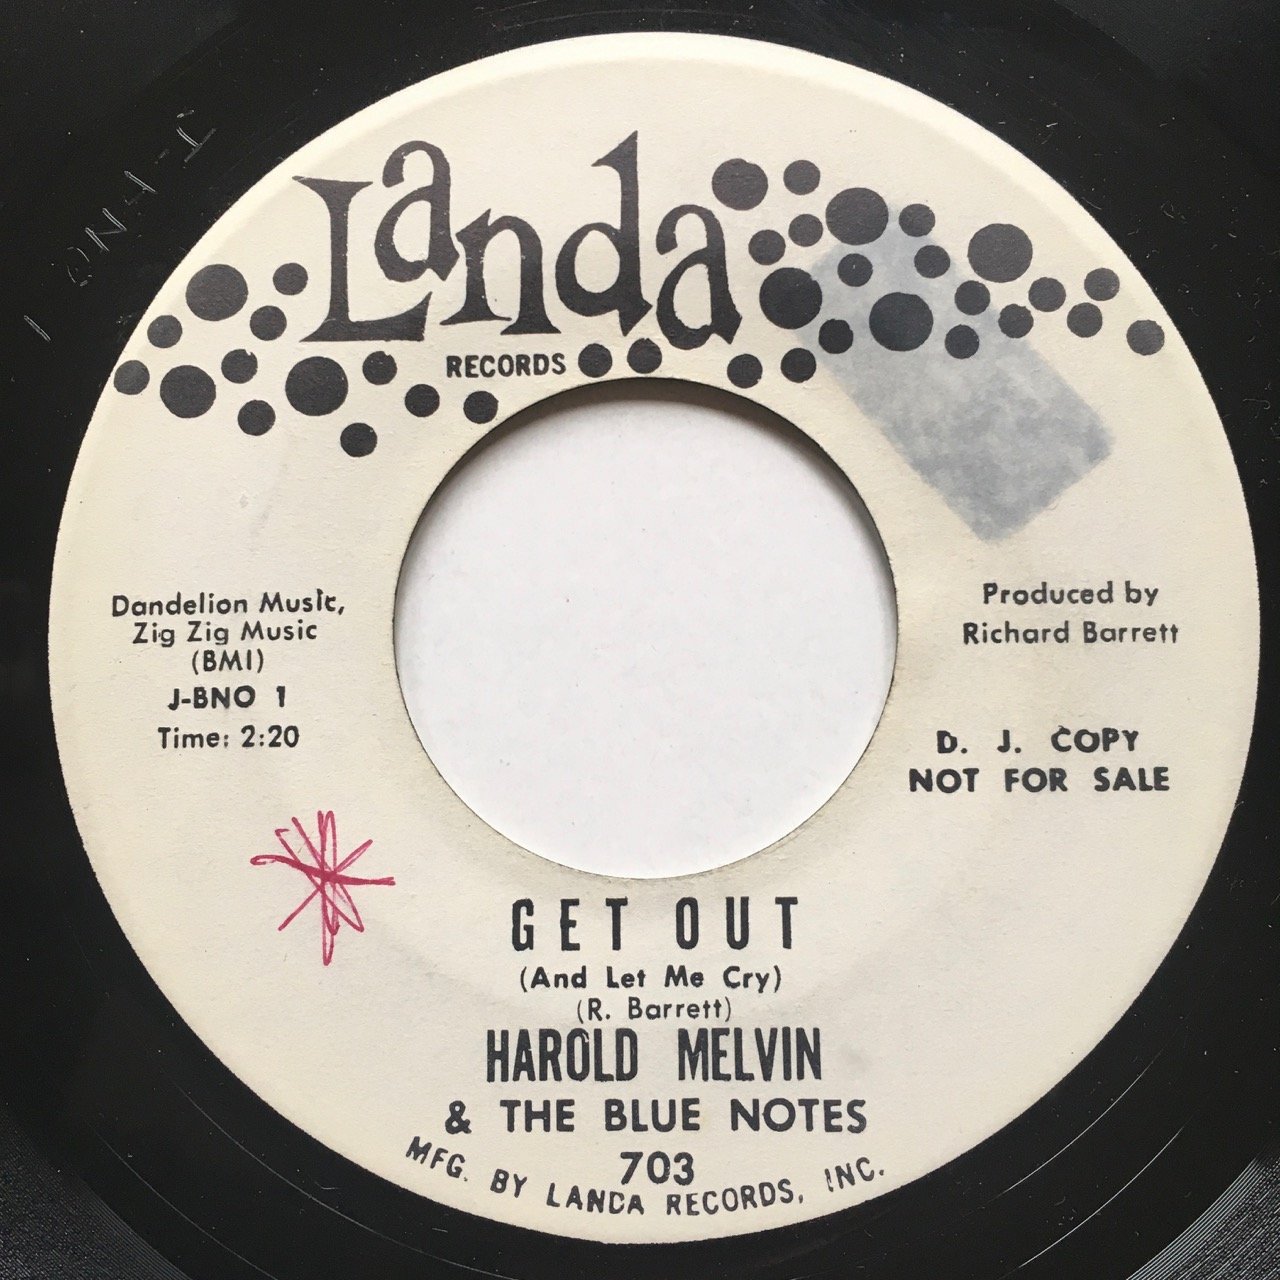 Landa
RECORDS
Dandelion Music,
Zig Zig Music
(BMI)
J-BNO 1
Time: 2:20
Produced by
Richard Barrett
D. J. COPY
NOT FOR SALE
GET OUT
(And Let Me Cry)
(R. Barrett)
HAROLD MELVIN
& THE BLUE NOTES
703
MFG. BY LANDA RECORDS, INC.